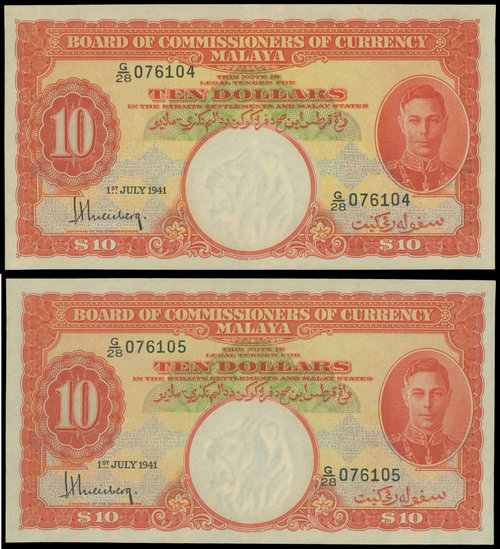 BOARD OF COMMISSIONERS OF CURRENCY
MALAYA
G/28 076104
THIS NOTE IS
LEGAL TENDER FOR
TEN DOLLARS
IN THE STRAITS SETTLEMENTS AND MALAY STATES
10
1ST JULY 1941
G/28 076104
$10
$10
BOARD OF COMMISSIONERS OF CURRENCY
MALAYA
G/28 076105
THIS NOTE IS
LEGAL TENDER FOR
TEN DOLLARS
IN THE STRAITS SETTLEMENTS AND MALAY STATES
10
1ST JULY 1941
G/28 076105
$10
$10